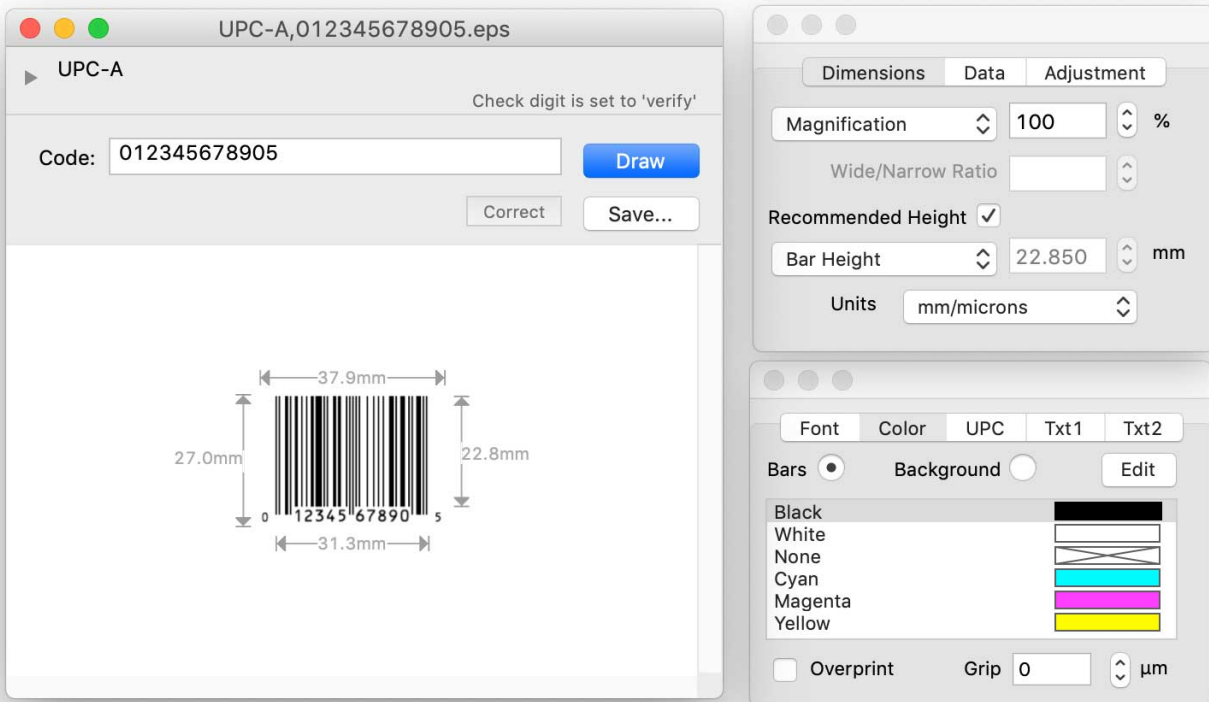 UPC-A,012345678905.eps
UPC-A
Check digit is set to 'verify'
Code: 012345678905 Draw
Correct Save...
37.9mm
27.0mm 22.8mm
0 12345 67890 5
31.3mm
Dimensions Data Adjustment
Magnification 100 %
Wide/Narrow Ratio
Recommended Height
Bar Height 22.850 mm
Units mm/microns
Font Color UPC Txt1 Txt2
Bars Background Edit
Black
White
None
Cyan
Magenta
Yellow
Overprint Grip 0 µm